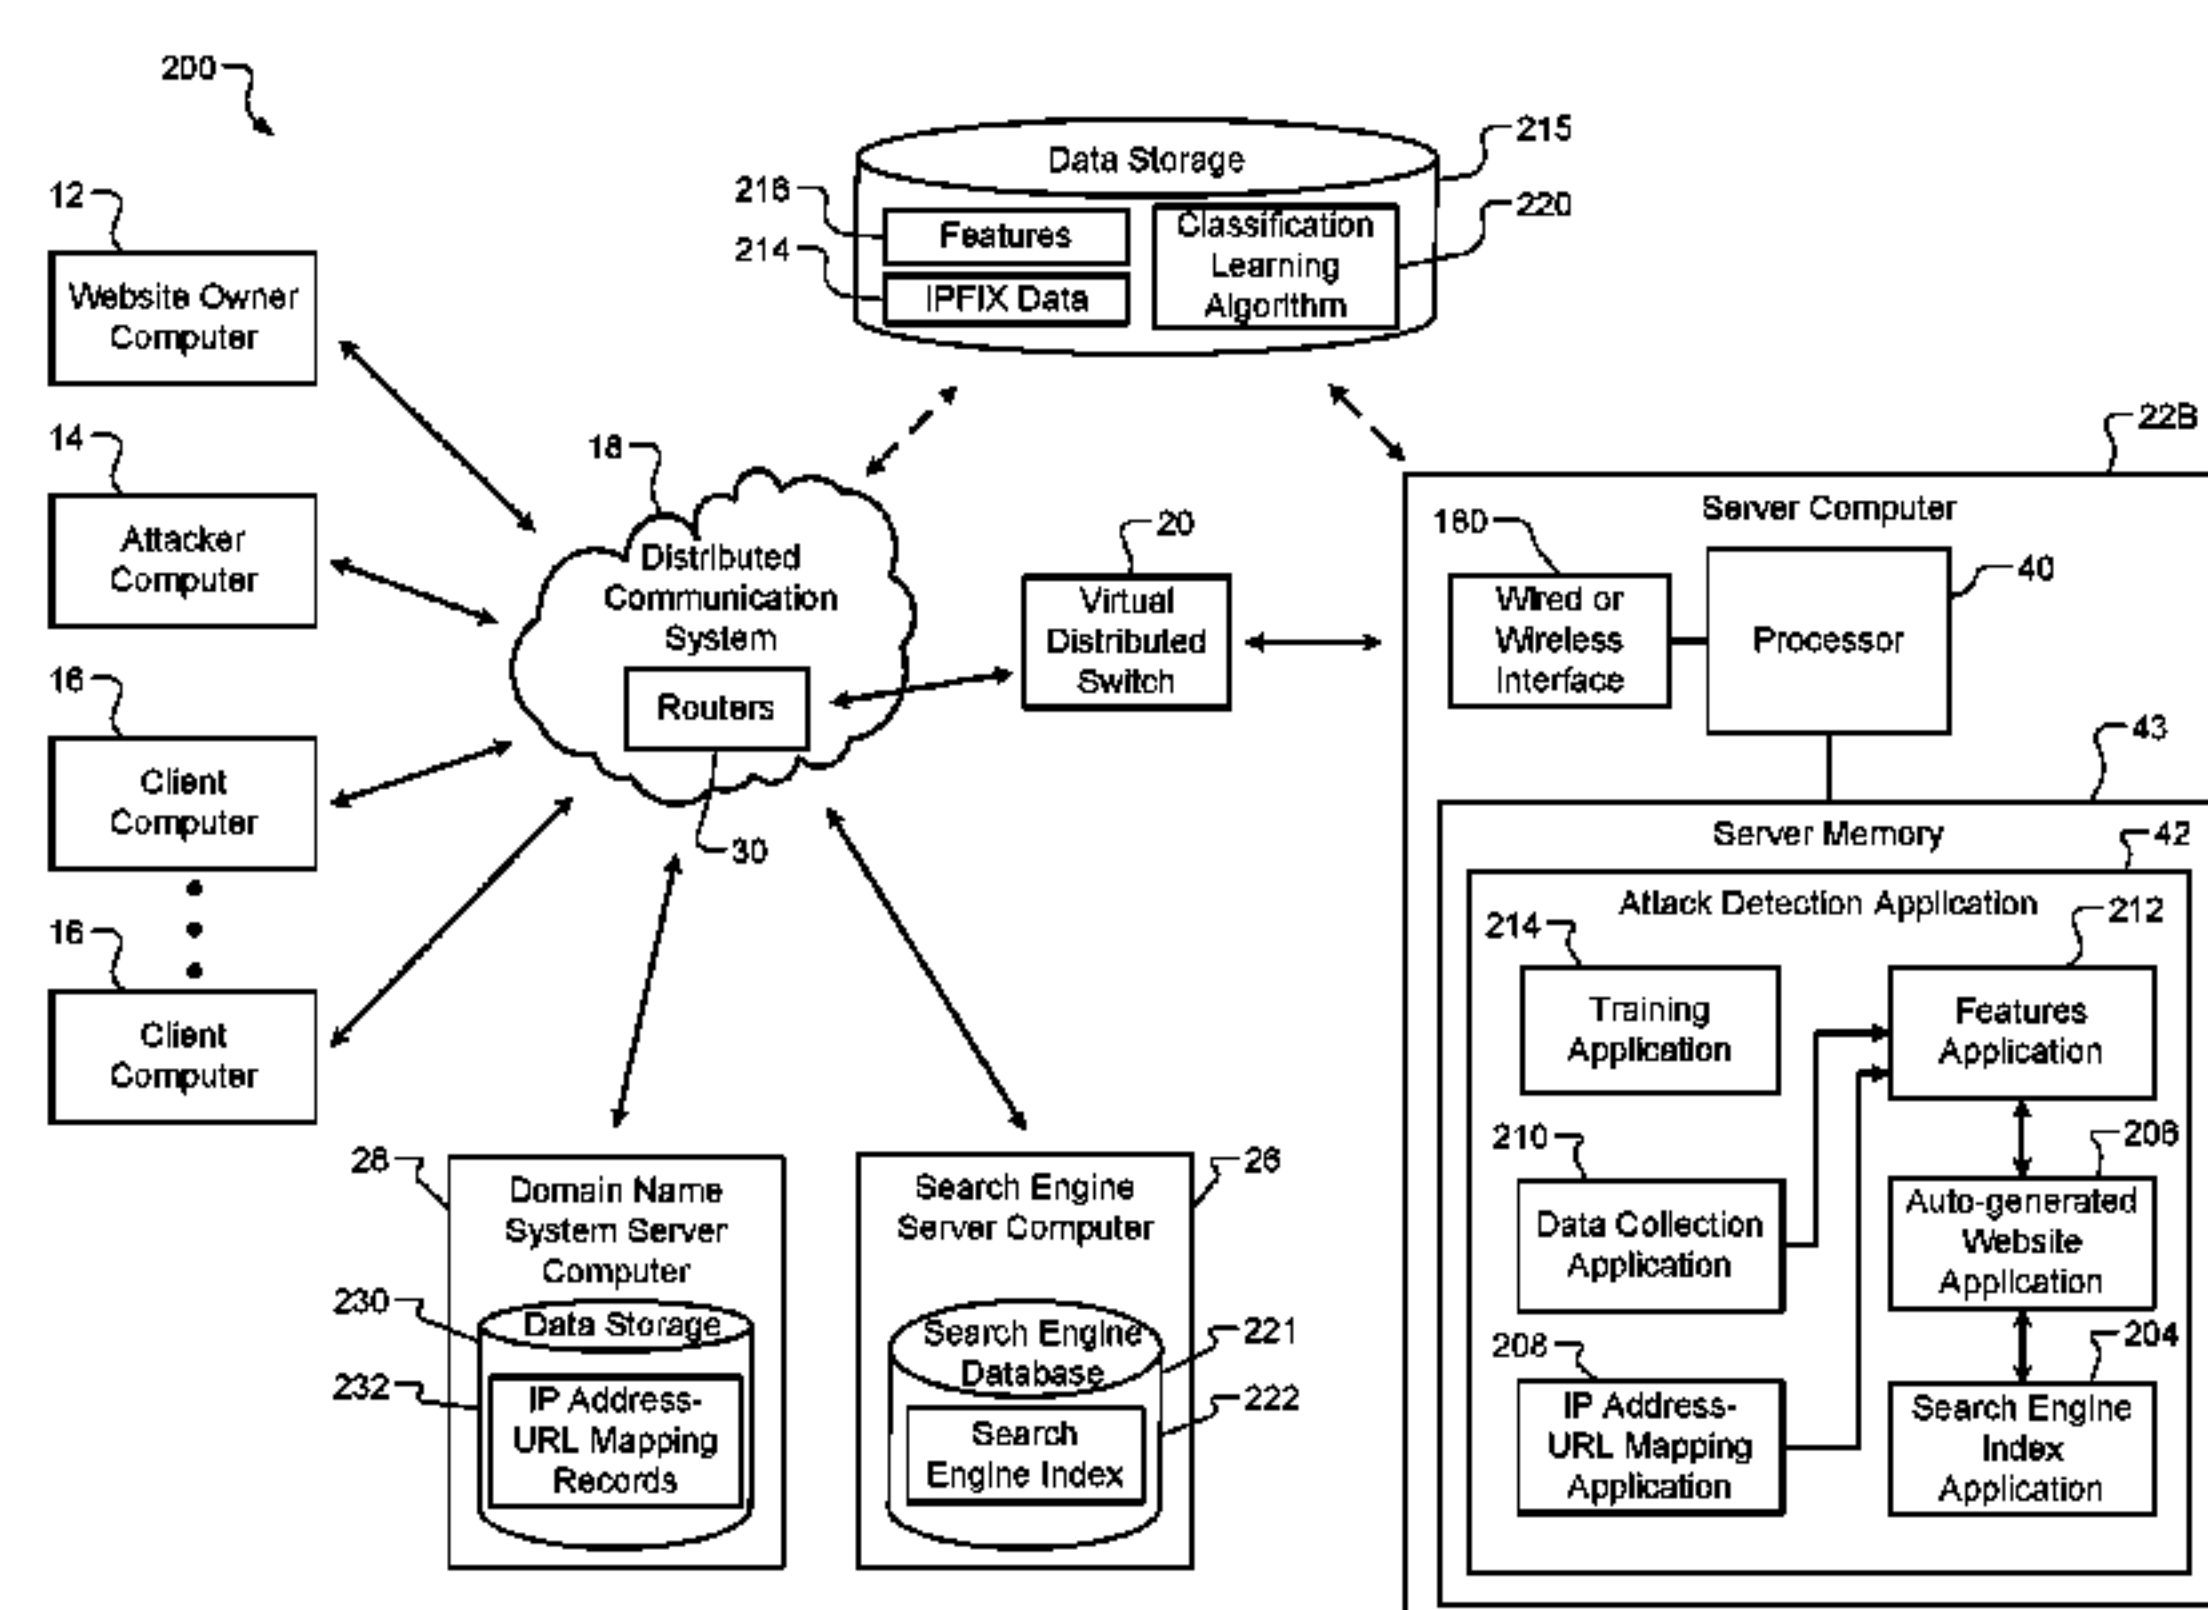 200
215
Data Storage
216
220
12
Features
Classification
Learning
Algorithm
214
IPFIX Data
Website Owner
Computer
22B
14
18
Server Computer
20
160
40
Attacker
Computer
Distributed
Communication
System
Virtual
Distributed
Switch
Wired or
Wireless
Interface
Processor
16
Routers
43
Client
Computer
30
Server Memory
42
16
Attack Detection Application
214
212
Client
Computer
Training
Application
Features
Application
28
26
210
206
Domain Name
System Server
Computer
Search Engine
Server Computer
Data Collection
Application
Auto-generated
Website
Application
230
Data Storage
Search Engine
Database
221
208
204
232
IP Address-
URL Mapping
Records
222
Search
Engine Index
IP Address-
URL Mapping
Application
Search Engine
Index
Application